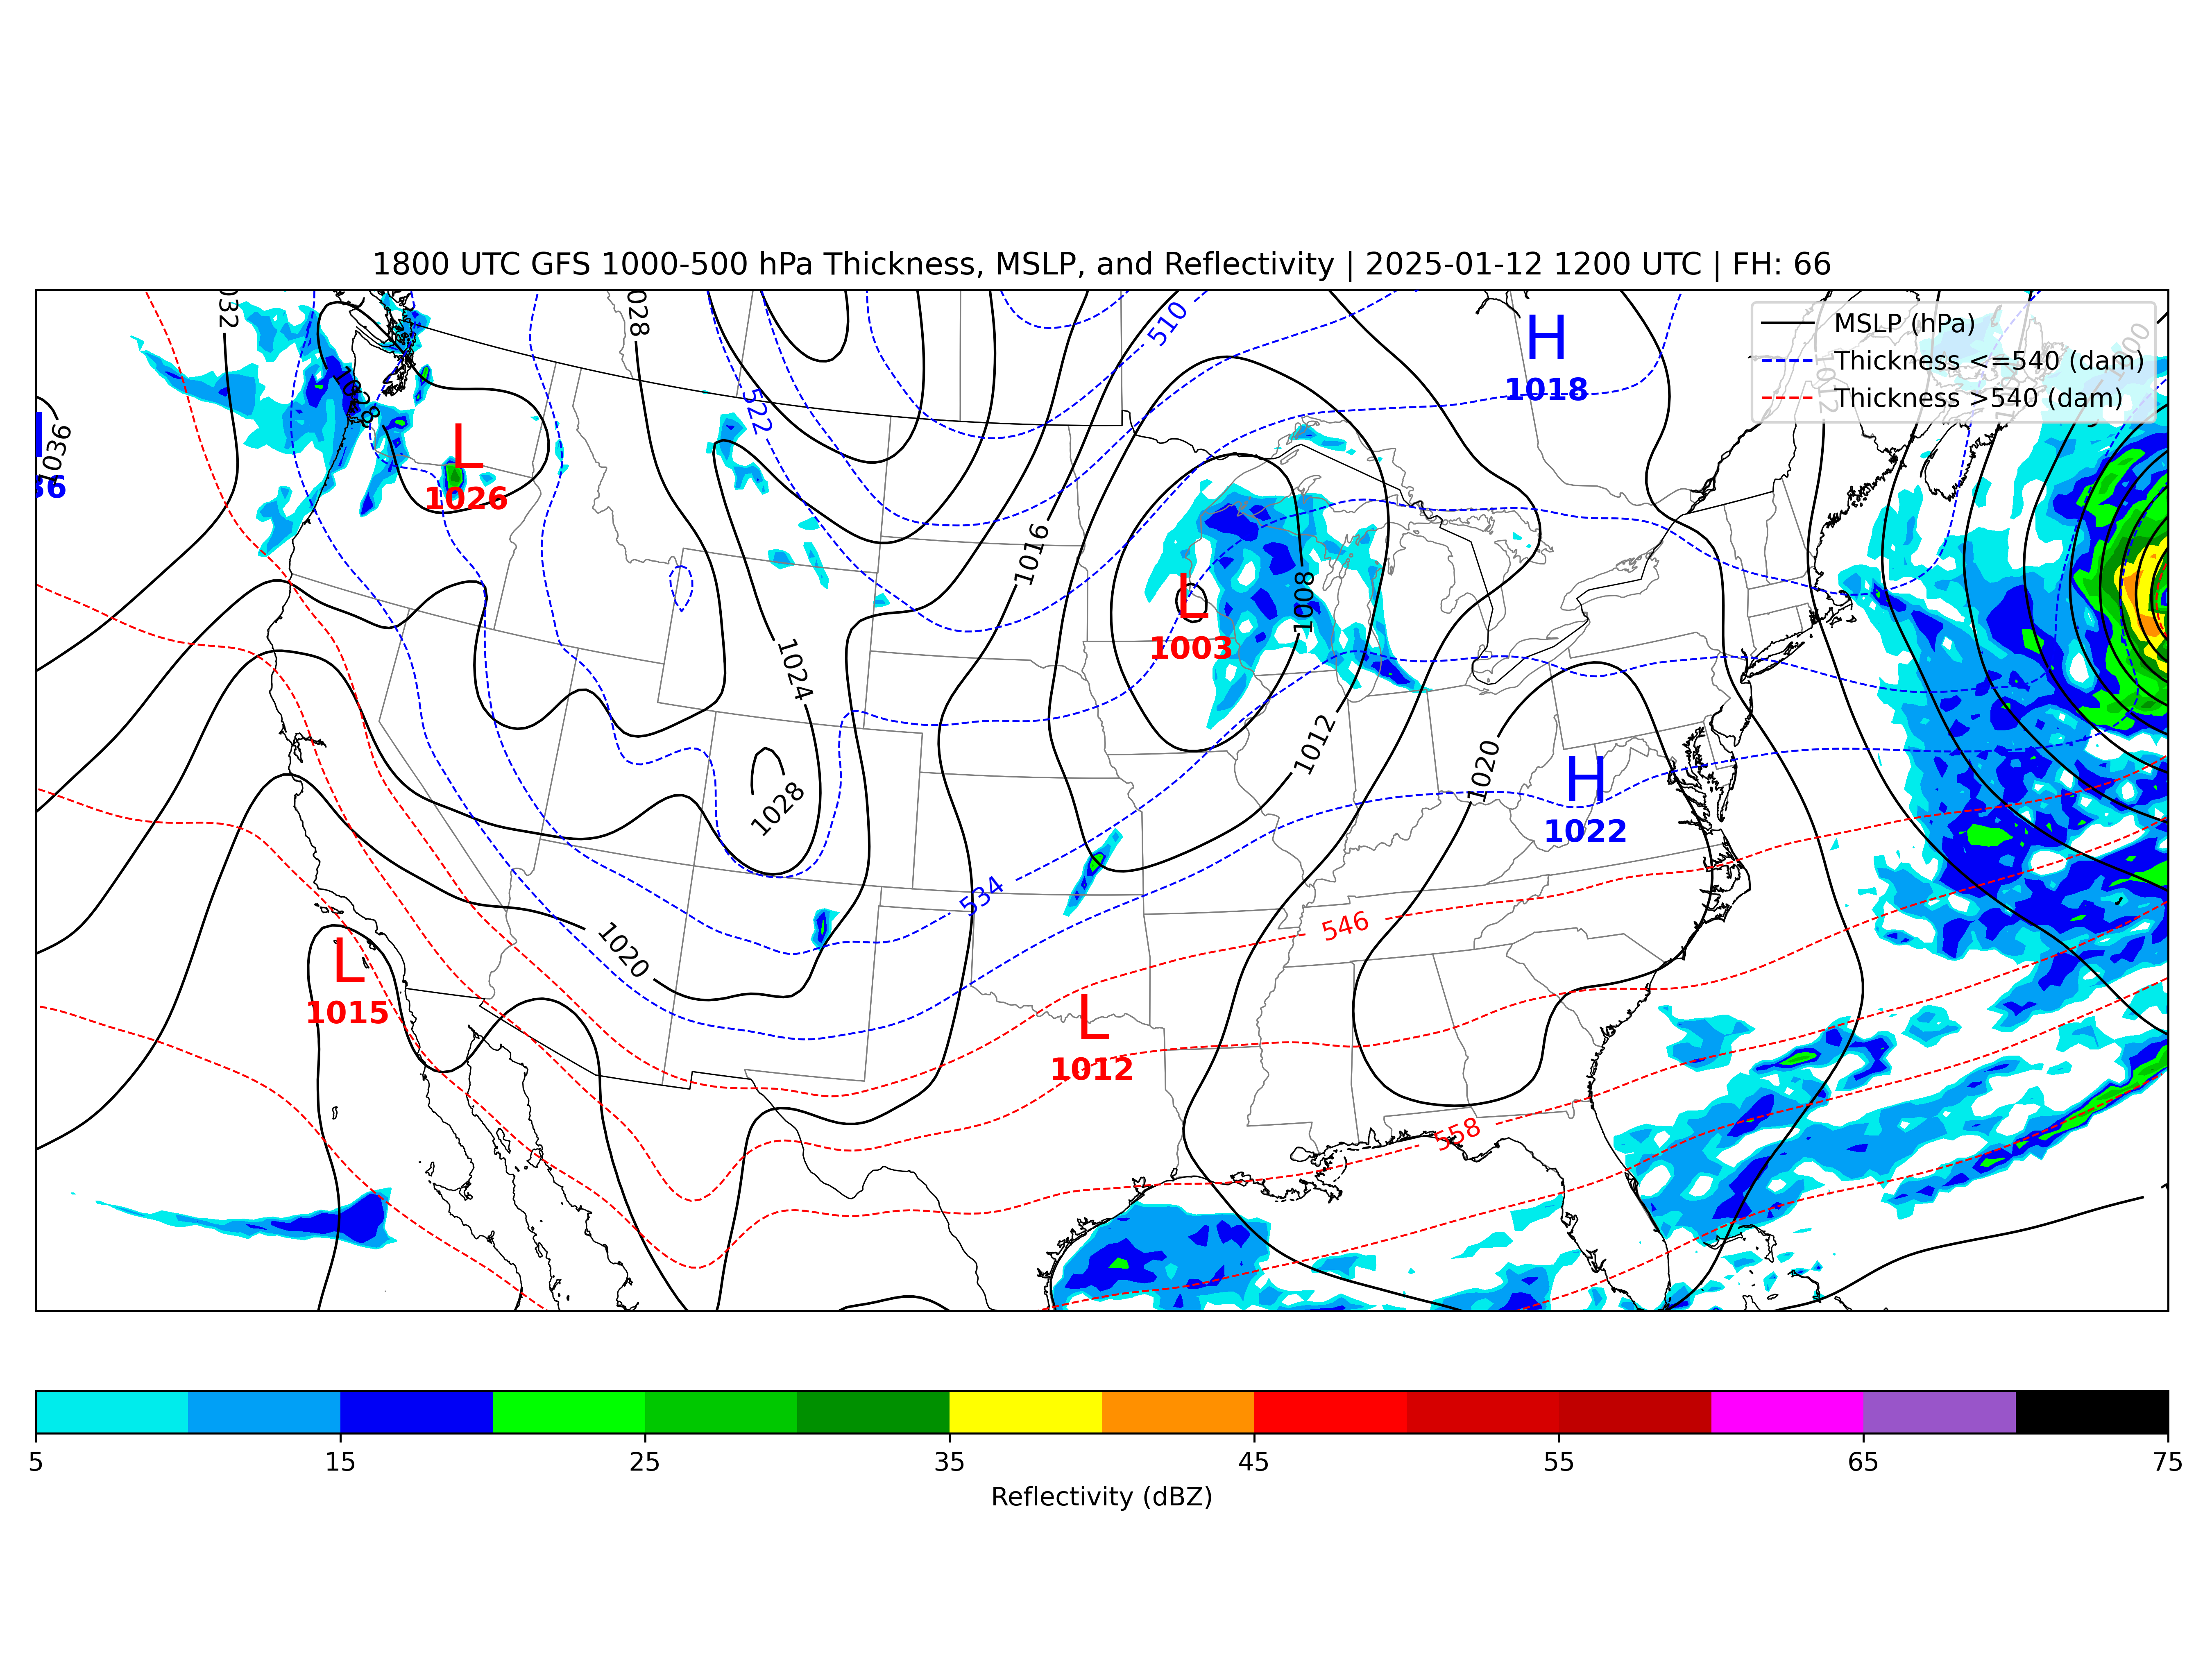 1800 UTC GFS 1000-500 hPa Thickness, MSLP, and Reflectivity | 2025-01-12 1200 UTC | FH: 66
MSLP (hPa)
Thickness <=540 (dam)
Thickness >540 (dam)
032
028
510
H
1018
522
1028
1036
36
L
1026
1016
L
1003
1008
1024
1012
1020
H
1022
1028
534
546
1020
L
1015
L
1012
558
5
15
25
35
45
55
65
75
Reflectivity (dBZ)